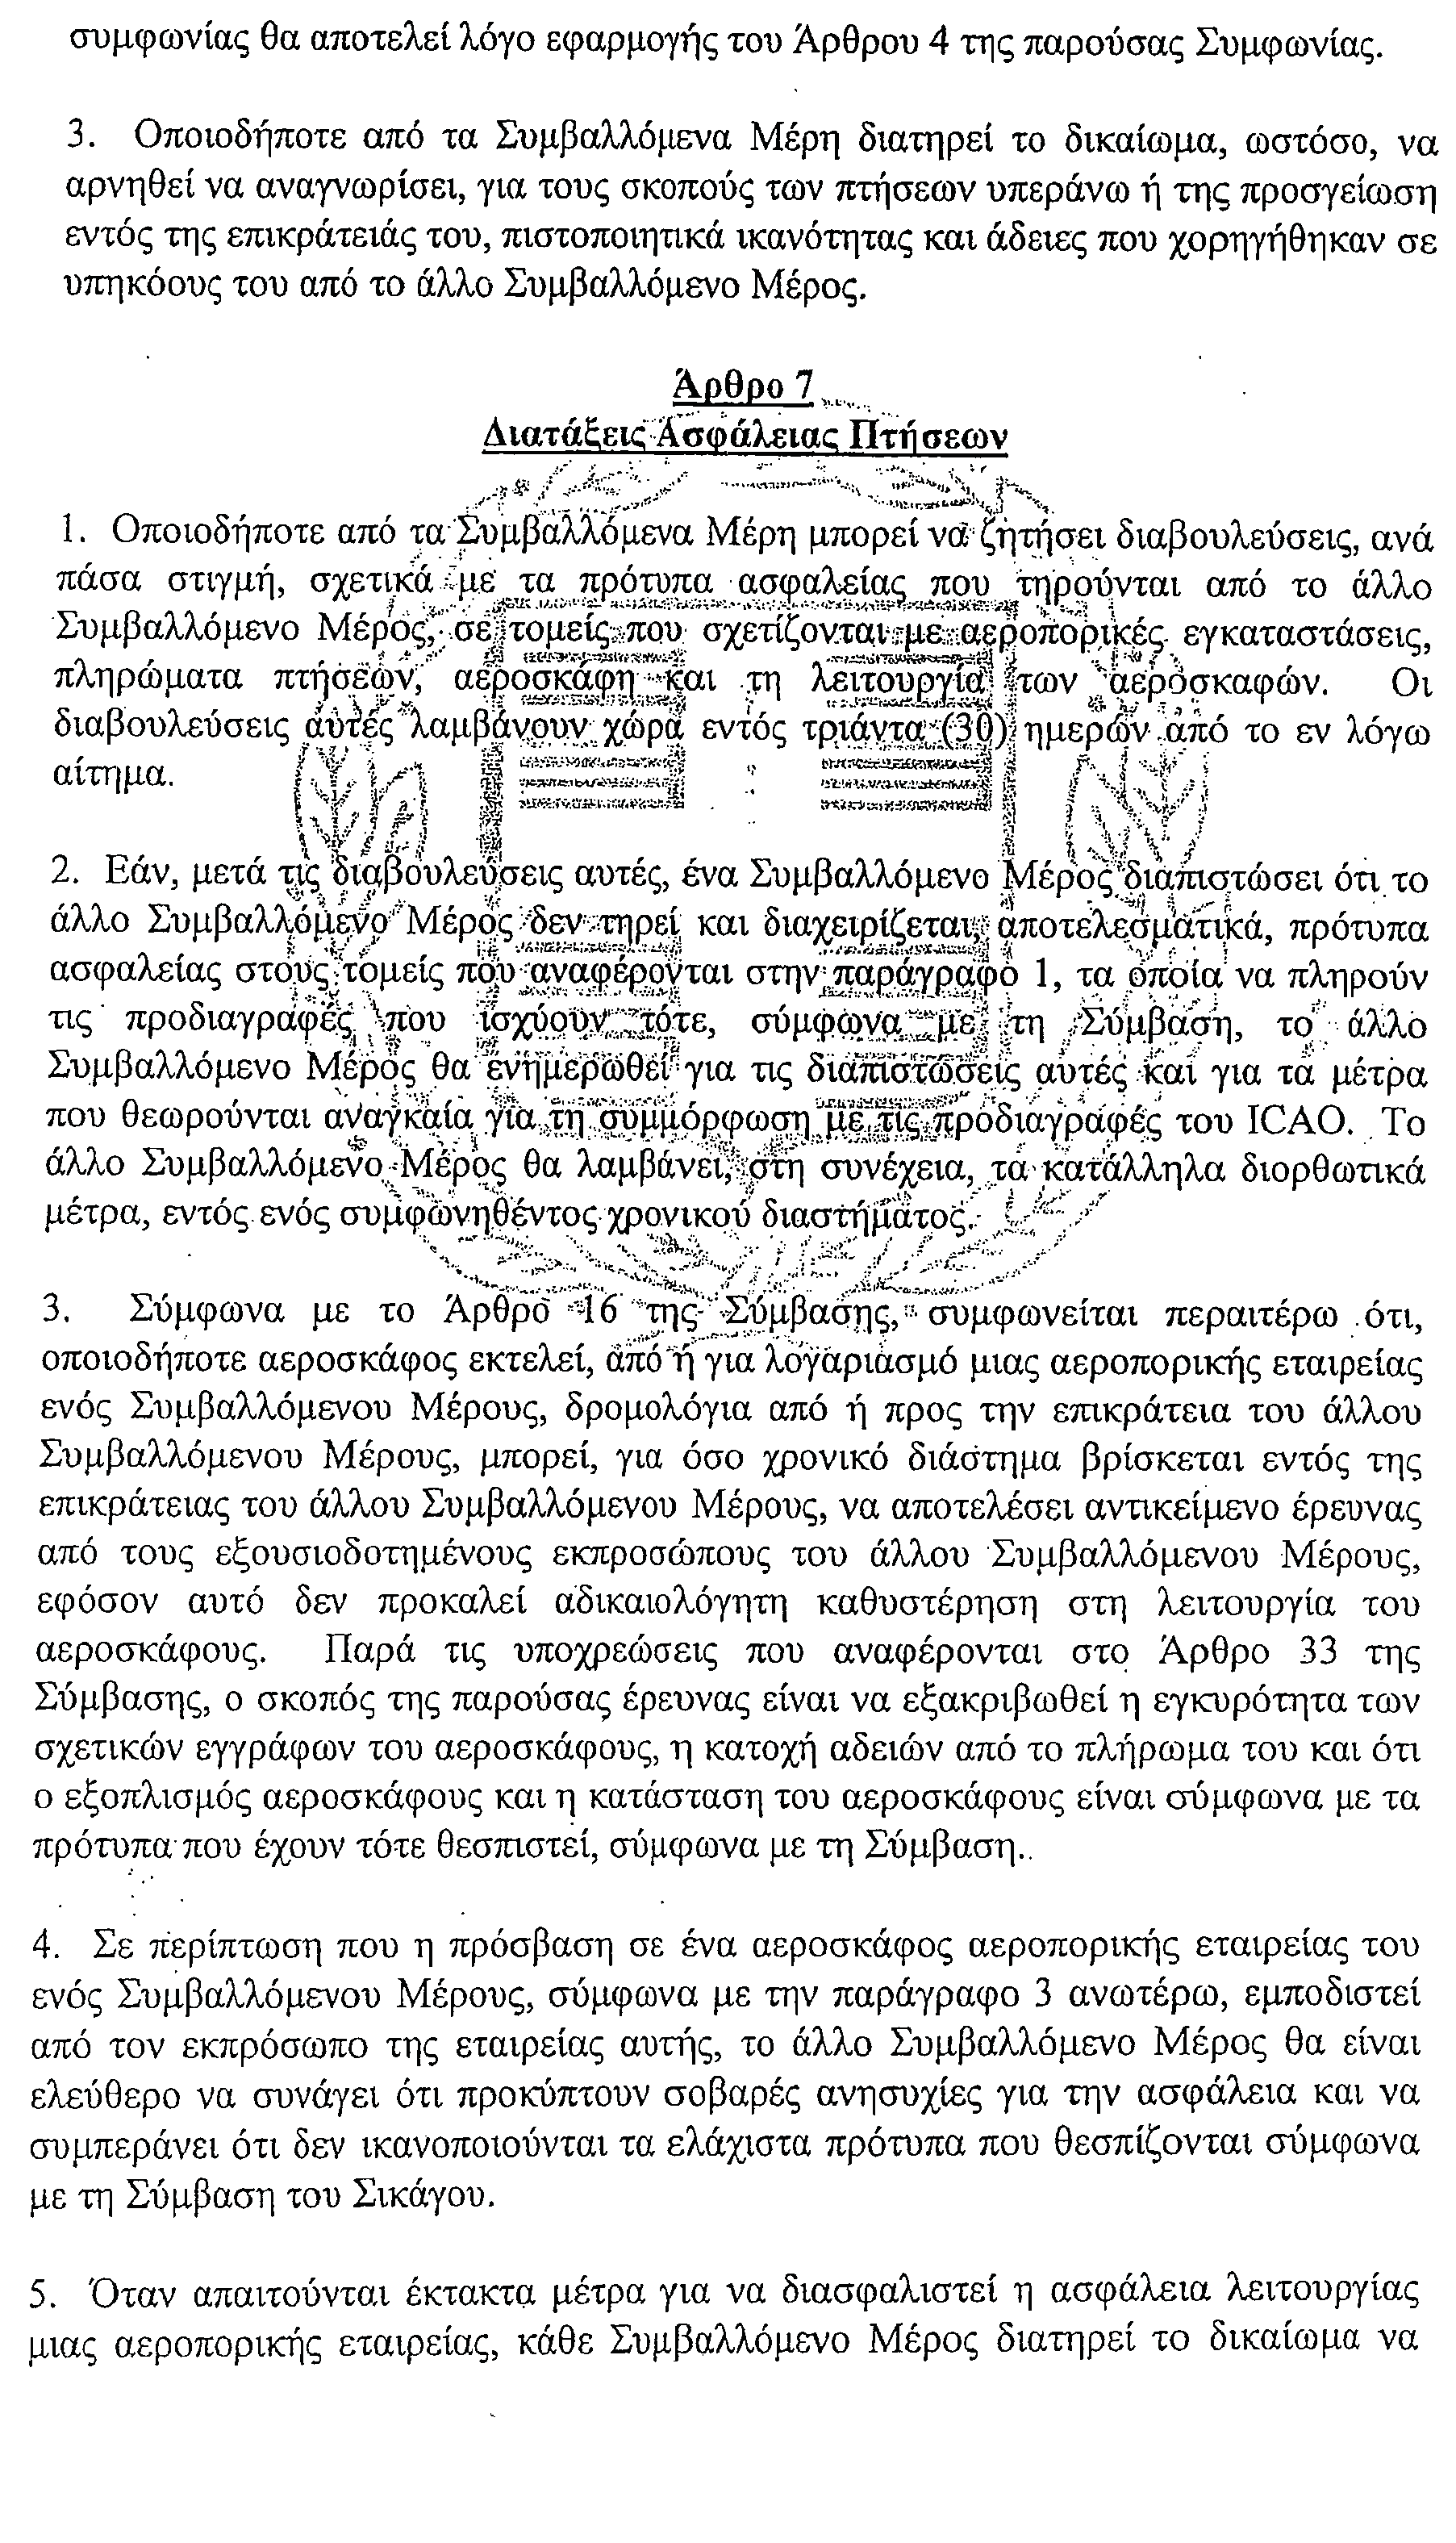 συμφωνίας θα αποτελεί λόγο εφαρμογής του Άρθρου 4 της παρούσας Συμφωνίας.
3. Οποιοδήποτε από τα Συμβαλλόμενα Μέρη διατηρεί το δικαίωμα, ωστόσο, να
αρνηθεί να αναγνωρίσει, για τους σκοπούς των πτήσεων υπεράνω ή της προσγείωση
εντός της επικράτειάς του, πιστοποιητικά ικανότητας και άδειες που χορηγήθηκαν σε
υπηκόους του από το άλλο Συμβαλλόμενο Μέρος.
Άρθρο 7
Διατάξεις Ασφάλειας Πτήσεων
1. Οποιοδήποτε από τα Συμβαλλόμενα Μέρη μπορεί να ζητήσει διαβουλεύσεις, ανά
πάσα στιγμή, σχετικά με τα πρότυπα ασφαλείας που τηρούνται από το άλλο
Συμβαλλόμενο Μέρος, σε τομείς που σχετίζονται με αεροπορικές εγκαταστάσεις,
πληρώματα πτήσεων, αεροσκάφη και τη λειτουργία των αεροσκαφών. Οι
διαβουλεύσεις αυτές λαμβάνουν χώρα εντός τριάντα (30) ημερών από το εν λόγω
αίτημα.
2. Εάν, μετά τις διαβουλεύσεις αυτές, ένα Συμβαλλόμενο Μέρος διαπιστώσει ότι το
άλλο Συμβαλλόμενο Μέρος δεν τηρεί και διαχειρίζεται, αποτελεσματικά, πρότυπα
ασφαλείας στους τομείς που αναφέρονται στην παράγραφο 1, τα οποία να πληρούν
τις προδιαγραφές που ισχύουν τότε, σύμφωνα με τη Σύμβαση, το άλλο
Συμβαλλόμενο Μέρος θα ενημερωθεί για τις διαπιστώσεις αυτές και για τα μέτρα
που θεωρούνται αναγκαία για τη συμμόρφωση με τις προδιαγραφές του ICAO. Το
άλλο Συμβαλλόμενο Μέρος θα λαμβάνει, στη συνέχεια, τα κατάλληλα διορθωτικά
μέτρα, εντός ενός συμφωνηθέντος χρονικού διαστήματος.
3. Σύμφωνα με το Άρθρο 16 της Σύμβασης, συμφωνείται περαιτέρω ότι,
οποιοδήποτε αεροσκάφος εκτελεί, από ή για λογαριασμό μιας αεροπορικής εταιρείας
ενός Συμβαλλόμενου Μέρους, δρομολόγια από ή προς την επικράτεια του άλλου
Συμβαλλόμενου Μέρους, μπορεί, για όσο χρονικό διάστημα βρίσκεται εντός της
επικράτειας του άλλου Συμβαλλόμενου Μέρους, να αποτελέσει αντικείμενο έρευνας
από τους εξουσιοδοτημένους εκπροσώπους του άλλου Συμβαλλόμενου Μέρους,
εφόσον αυτό δεν προκαλεί αδικαιολόγητη καθυστέρηση στη λειτουργία του
αεροσκάφους. Παρά τις υποχρεώσεις που αναφέρονται στο Άρθρο 33 της
Σύμβασης, ο σκοπός της παρούσας έρευνας είναι να εξακριβωθεί η εγκυρότητα των
σχετικών εγγράφων του αεροσκάφους, η κατοχή αδειών από το πλήρωμα του και ότι
ο εξοπλισμός αεροσκάφους και η κατάσταση του αεροσκάφους είναι σύμφωνα με τα
πρότυπα που έχουν τότε θεσπιστεί, σύμφωνα με τη Σύμβαση.
4. Σε περίπτωση που η πρόσβαση σε ένα αεροσκάφος αεροπορικής εταιρείας του
ενός Συμβαλλόμενου Μέρους, σύμφωνα με την παράγραφο 3 ανωτέρω, εμποδιστεί
από τον εκπρόσωπο της εταιρείας αυτής, το άλλο Συμβαλλόμενο Μέρος θα είναι
ελεύθερο να συνάγει ότι προκύπτουν σοβαρές ανησυχίες για την ασφάλεια και να
συμπεράνει ότι δεν ικανοποιούνται τα ελάχιστα πρότυπα που θεσπίζονται σύμφωνα
με τη Σύμβαση του Σικάγου.
5. Όταν απαιτούνται έκτακτα μέτρα για να διασφαλιστεί η ασφάλεια λειτουργίας
μιας αεροπορικής εταιρείας, κάθε Συμβαλλόμενο Μέρος διατηρεί το δικαίωμα να